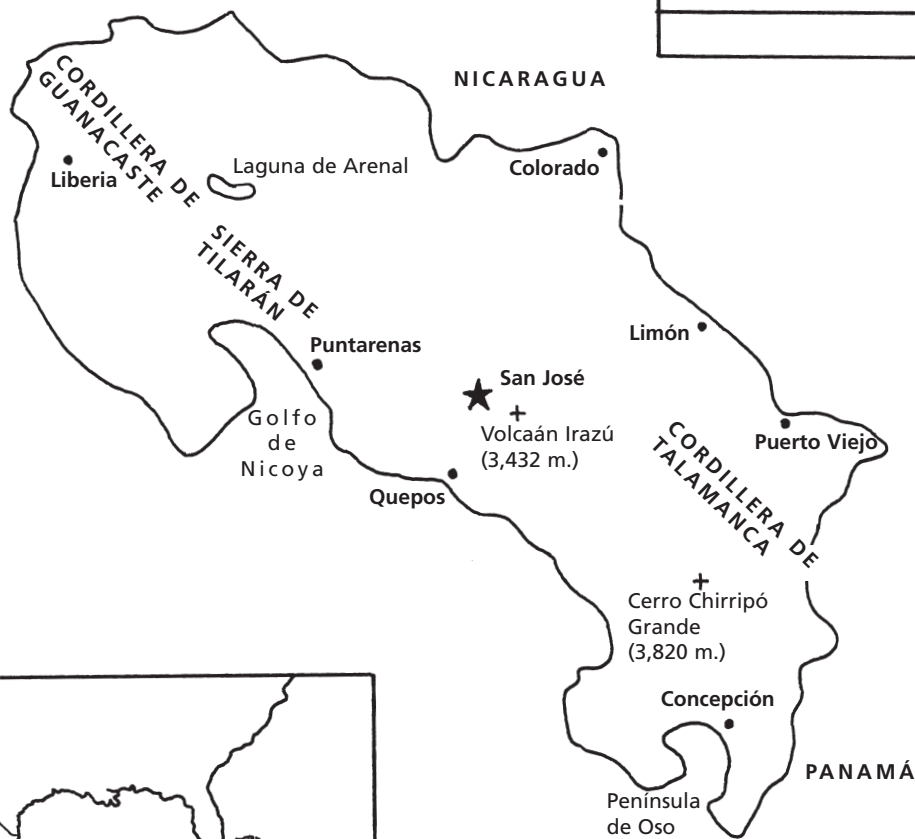 NICARAGUA
CORDILLERA DE
GUANACASTE
Colorado
Laguna de Arenal
Liberia
SIERRA DE
TILARÁN
Limón
Puntarenas
San José
Golfo
de
Nicoya
Volcaán Irazú
(3,432 m.)
Puerto Viejo
CORDILLERA DE
TALAMANCA
Quepos
Cerro Chirripó
Grande
(3,820 m.)
Concepción
PANAMÁ
Península
de Oso